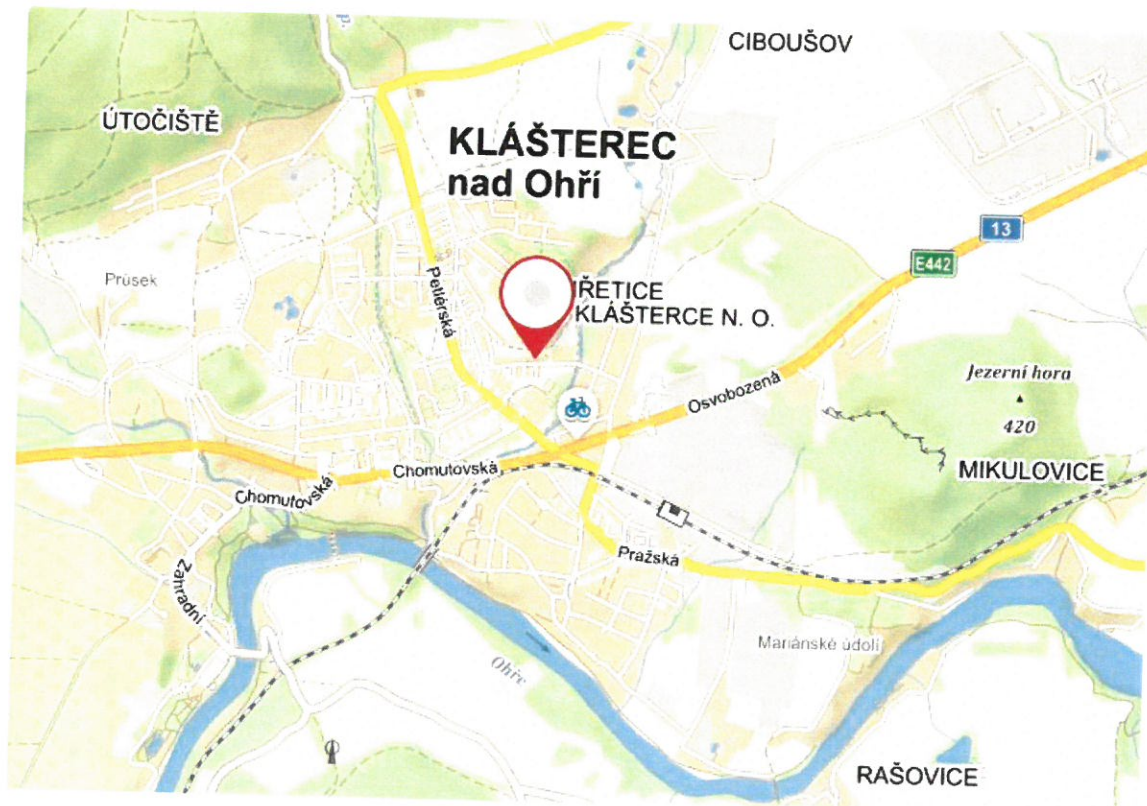 CIBOUŠOV
ÚTOČIŠTĚ
KLÁŠTEREC
nad Ohří
13
E442
Průsek
Petlérská
KLÁŠTERCE N. O.
Osvobozená
Jezerní hora
420
MIKULOVICE
Chomutovská
Chomutovská
Pražská
Zahradní
Mariánské údolí
Ohře
RAŠOVICE